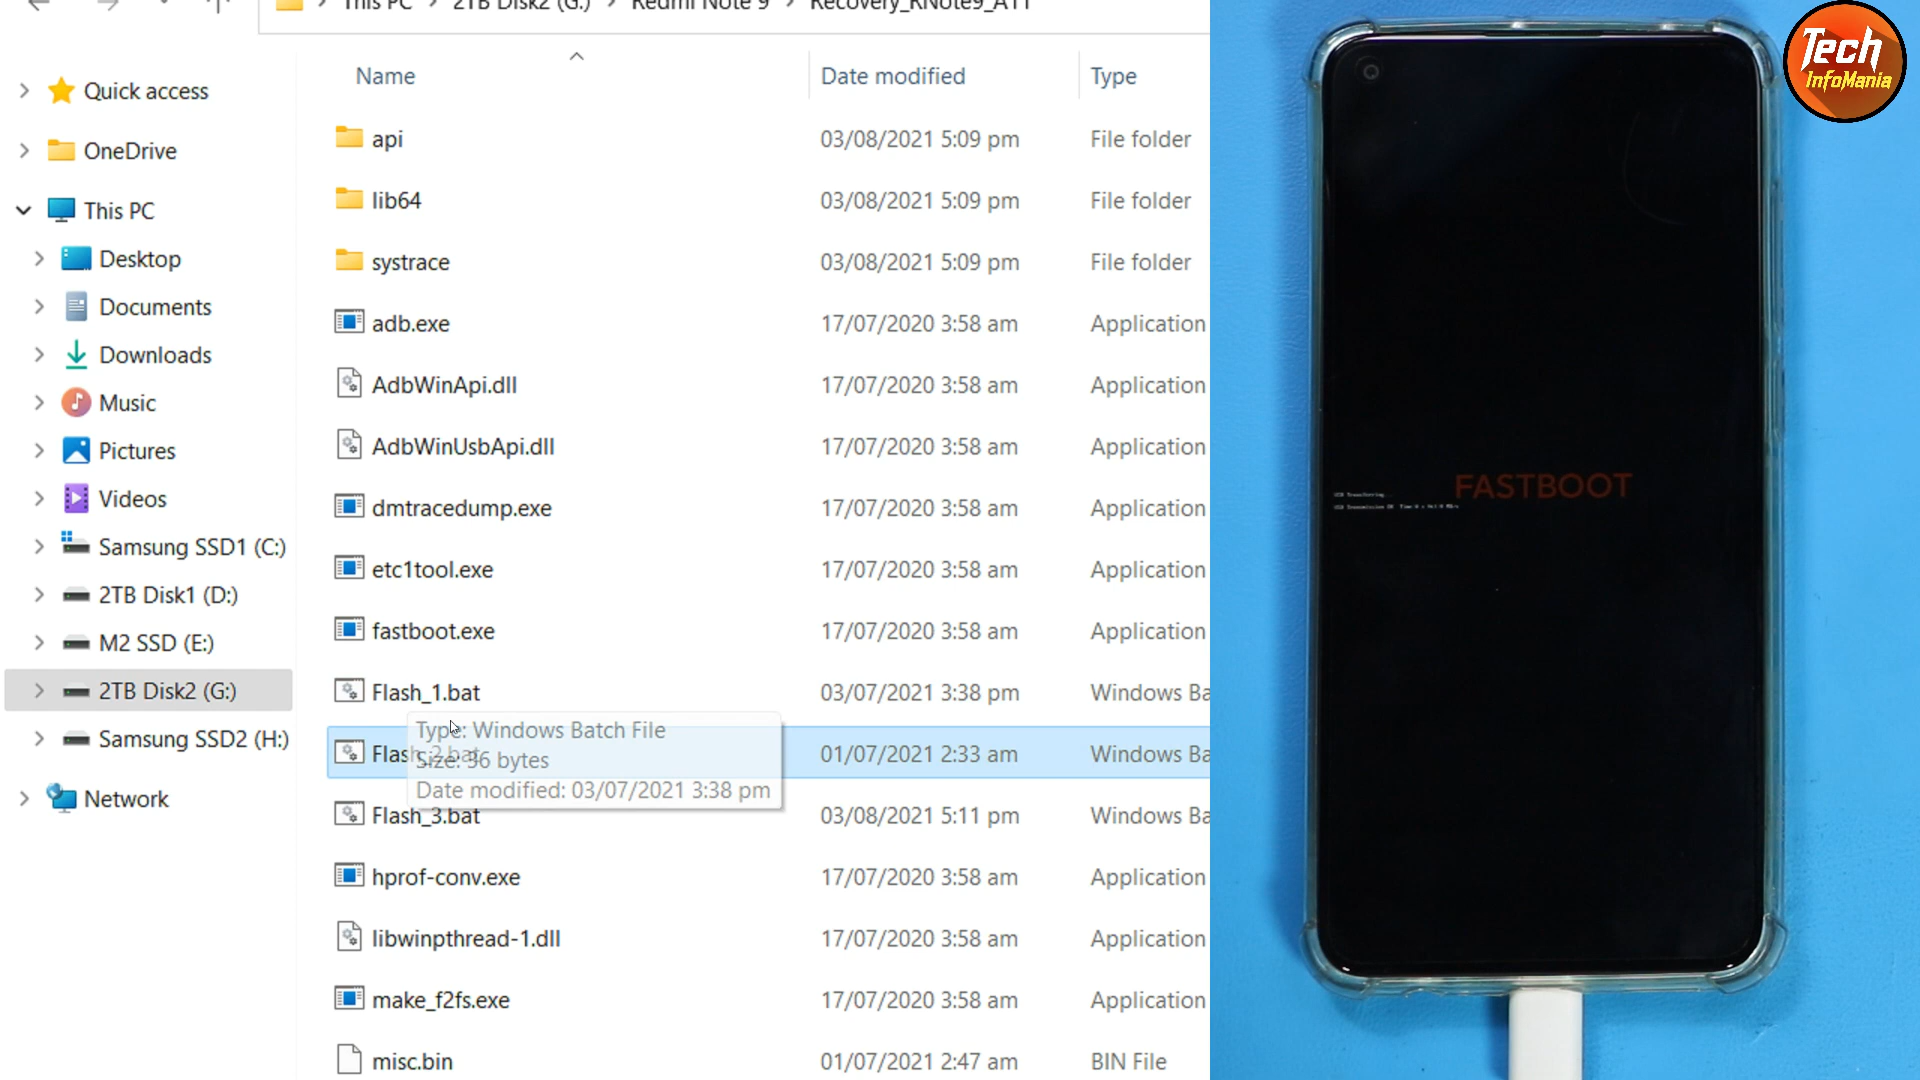 This PC > 2TB Disk2 (G:) > Redmi Note 9 > Recovery_RNote9_A11
Name Date modified Type
Quick access
OneDrive
This PC
Desktop
Documents
Downloads
Music
Pictures
Videos
Samsung SSD1 (C:)
2TB Disk1 (D:)
M2 SSD (E:)
2TB Disk2 (G:)
Samsung SSD2 (H:)
Network
api 03/08/2021 5:09 pm File folder
lib64 03/08/2021 5:09 pm File folder
systrace 03/08/2021 5:09 pm File folder
adb.exe 17/07/2020 3:58 am Application
AdbWinApi.dll 17/07/2020 3:58 am Application
AdbWinUsbApi.dll 17/07/2020 3:58 am Application
dmtracedump.exe 17/07/2020 3:58 am Application
etc1tool.exe 17/07/2020 3:58 am Application
fastboot.exe 17/07/2020 3:58 am Application
Flash_1.bat 03/07/2021 3:38 pm Windows Ba
Flash_2.bat 01/07/2021 2:33 am Windows Ba
Type: Windows Batch File
Size: 36 bytes
Date modified: 03/07/2021 3:38 pm
Flash_3.bat 03/08/2021 5:11 pm Windows Ba
hprof-conv.exe 17/07/2020 3:58 am Application
libwinpthread-1.dll 17/07/2020 3:58 am Application
make_f2fs.exe 17/07/2020 3:58 am Application
misc.bin 01/07/2021 2:47 am BIN File
FASTBOOT
Tech
InfoMania